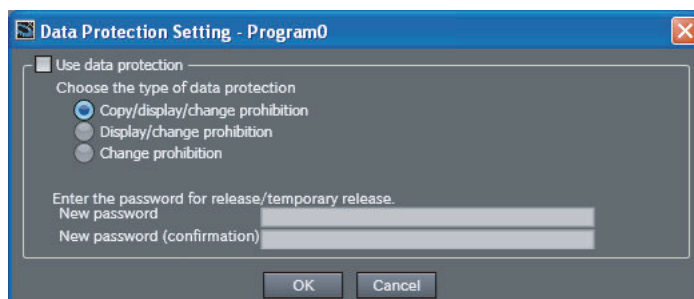 Data Protection Setting - Program0
Use data protection
Choose the type of data protection
Copy/display/change prohibition
Display/change prohibition
Change prohibition
Enter the password for release/temporary release.
New password
New password (confirmation)
OK Cancel